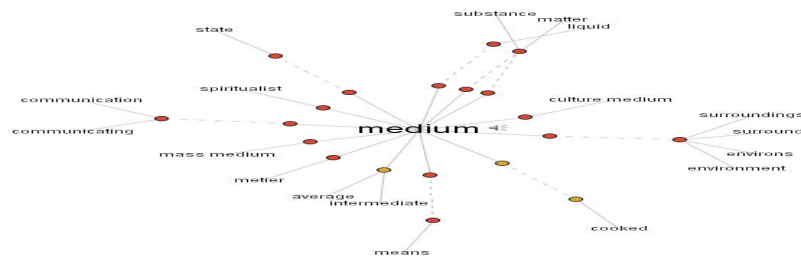 substance
matter
liquid
state
spiritualist
communication
culture medium
surroundings
medium
communicating
surround
mass medium
environs
metier
environment
average
intermediate
cooked
means